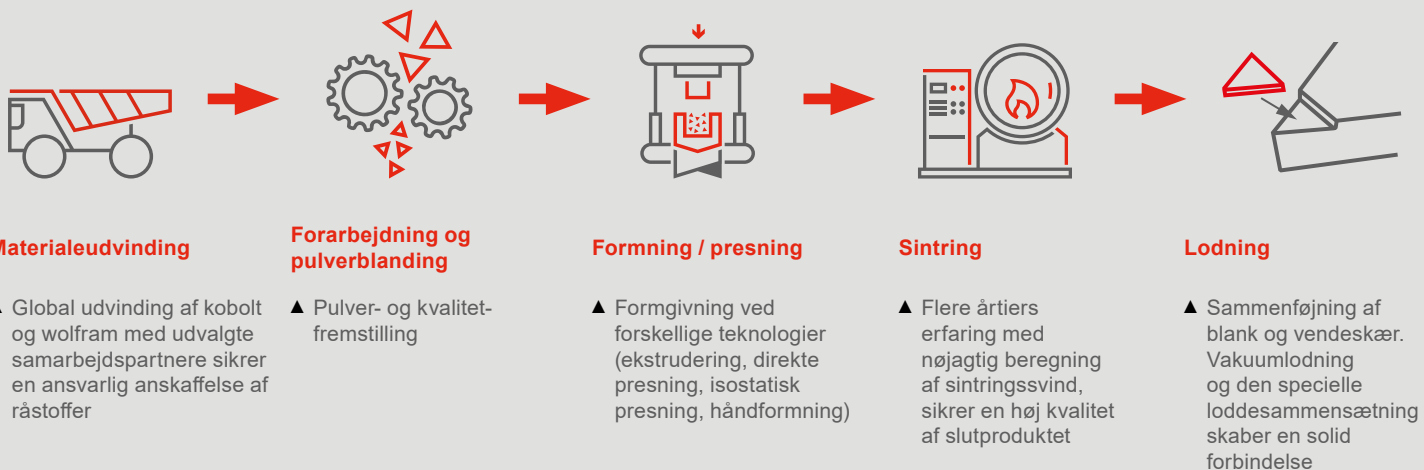 Materialeudvinding
Global udvinding af kobolt
og wolfram med udvalgte
samarbejdspartnere sikrer
en ansvarlig anskaffelse af
råstoffer
Forarbejdning og
pulverblanding
▲ Pulver- og kvalitet-
fremstilling
Formning / presning
▲ Formgivning ved
forskellige teknologier
(ekstrudering, direkte
presning, isostatisk
presning, håndformning)
Sintring
▲ Flere årtiers
erfaring med
nøjagtig beregning
af sintringssvind,
sikrer en høj kvalitet
af slutproduktet
Lodning
▲ Sammenføjning af
blank og vendeskær.
Vakuumlodning
og den specielle
loddesammensætning
skaber en solid
forbindelse